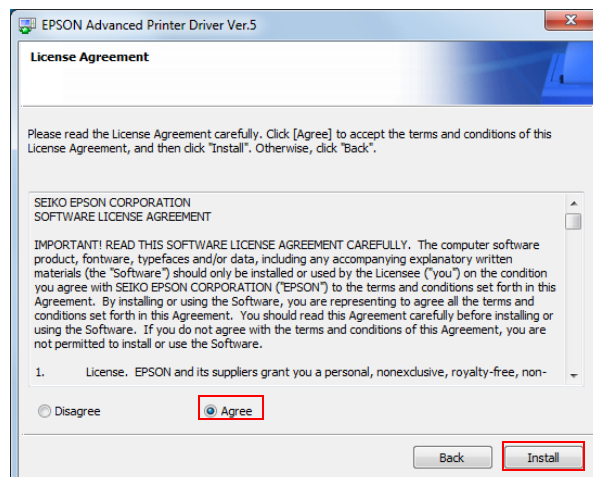 EPSON Advanced Printer Driver Ver.5
License Agreement
Please read the License Agreement carefully. Click [Agree] to accept the terms and conditions of this
License Agreement, and then click "Install". Otherwise, click "Back".
SEIKO EPSON CORPORATION
SOFTWARE LICENSE AGREEMENT
IMPORTANT! READ THIS SOFTWARE LICENSE AGREEMENT CAREFULLY. The computer software
product, fontware, typefaces and/or data, including any accompanying explanatory written
materials (the "Software") should only be installed or used by the Licensee ("you") on the condition
you agree with SEIKO EPSON CORPORATION ("EPSON") to the terms and conditions set forth in this
Agreement. By installing or using the Software, you are representing to agree all the terms and
conditions set forth in this Agreement. You should read this Agreement carefully before installing or
using the Software. If you do not agree with the terms and conditions of this Agreement, you are
not permitted to install or use the Software.
1. License. EPSON and its suppliers grant you a personal, nonexclusive, royalty-free, non-
Disagree Agree
Back Install